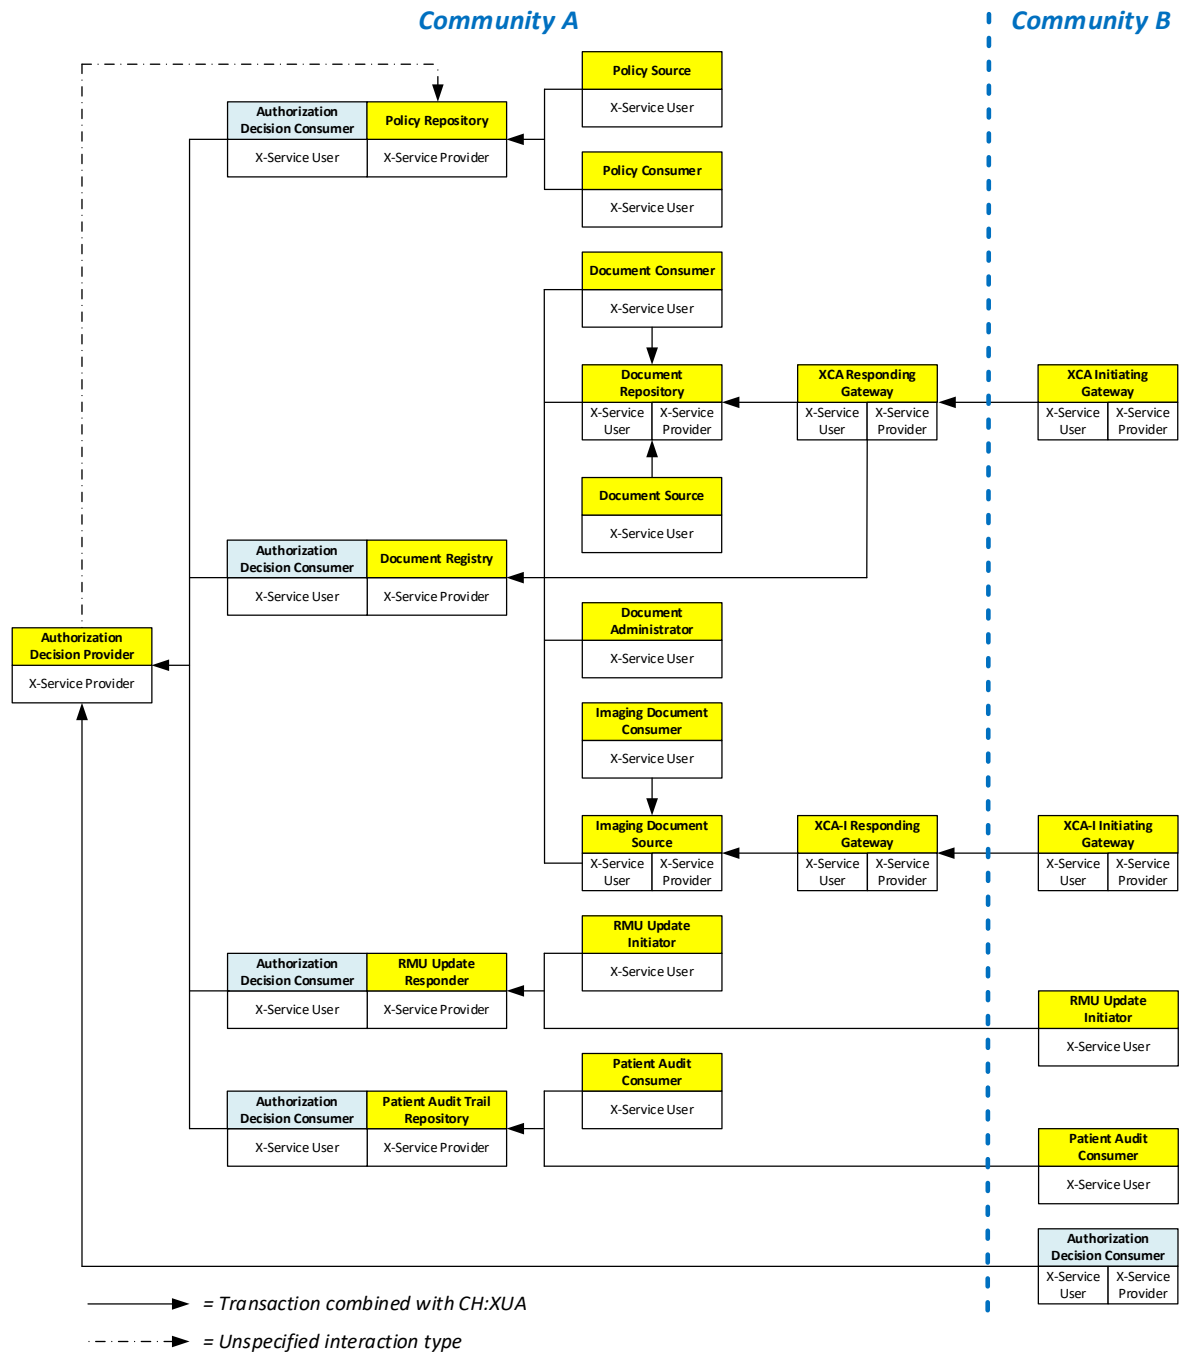 Community A
Community B
Policy Source
X-Service User
Authorization
Decision Consumer
Policy Repository
X-Service User
X-Service Provider
Policy Consumer
X-Service User
Document Consumer
X-Service User
Document
Repository
X-Service
User
X-Service
Provider
XCA Responding
Gateway
X-Service
User
X-Service
Provider
XCA Initiating
Gateway
X-Service
User
X-Service
Provider
Document Source
X-Service User
Authorization
Decision Consumer
Document Registry
X-Service User
X-Service Provider
Document
Administrator
X-Service User
Authorization
Decision Provider
X-Service Provider
Imaging Document
Consumer
X-Service User
Imaging Document
Source
X-Service
User
X-Service
Provider
XCA-I Responding
Gateway
X-Service
User
X-Service
Provider
XCA-I Initiating
Gateway
X-Service
User
X-Service
Provider
RMU Update
Initiator
X-Service User
Authorization
Decision Consumer
RMU Update
Responder
X-Service User
X-Service Provider
RMU Update
Initiator
X-Service User
Patient Audit
Consumer
X-Service User
Authorization
Decision Consumer
Patient Audit Trail
Repository
X-Service User
X-Service Provider
Patient Audit
Consumer
X-Service User
Authorization
Decision Consumer
X-Service
User
X-Service
Provider
= Transaction combined with CH:XUA
= Unspecified interaction type